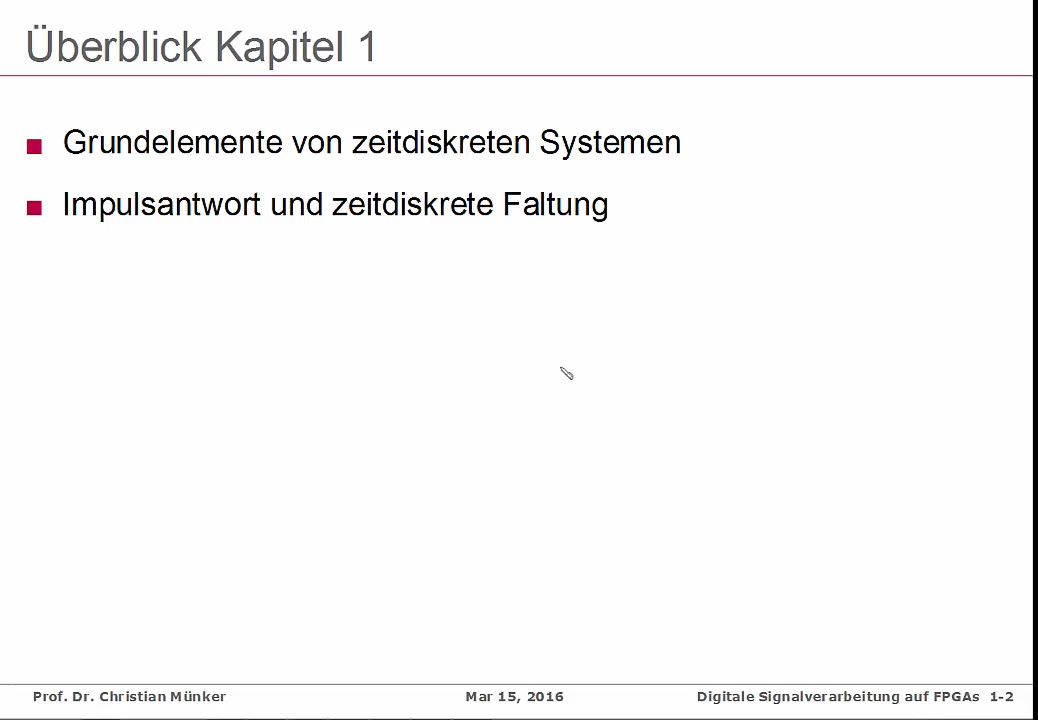 Überblick Kapitel 1
Grundelemente von zeitdiskreten Systemen
Impulsantwort und zeitdiskrete Faltung
Prof. Dr. Christian Münker Mar 15, 2016 Digitale Signalverarbeitung auf FPGAs 1-2